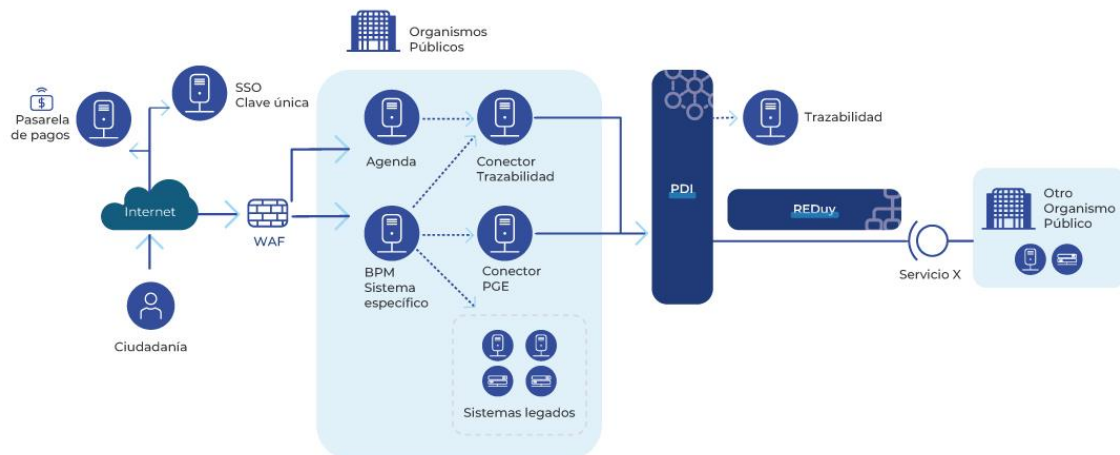 Organismos
Públicos
SSO
Clave única
$
Pasarela
de pagos
Internet
WAF
Ciudadanía
Agenda
Conector
Trazabilidad
BPM
Sistema
específico
Conector
PGE
Sistemas legados
PDI
Trazabilidad
REDuy
Servicio X
Otro
Organismo
Público